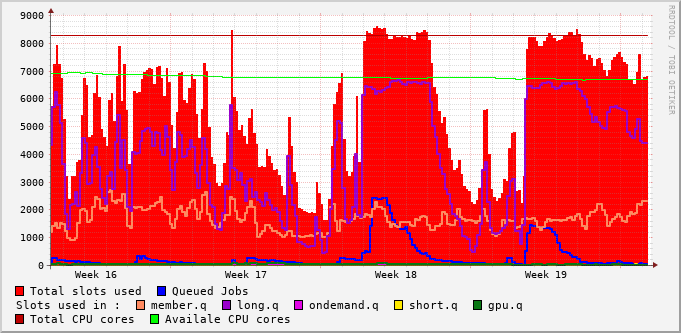 9000
8000
7000
6000
5000
4000
3000
2000
1000
0
Week 16 Week 17 Week 18 Week 19
RRDTOOL / TOBI OETIKER
Total slots used Queued Jobs
Slots used in : member.q long.q ondemand.q short.q gpu.q
Total CPU cores Availale CPU cores